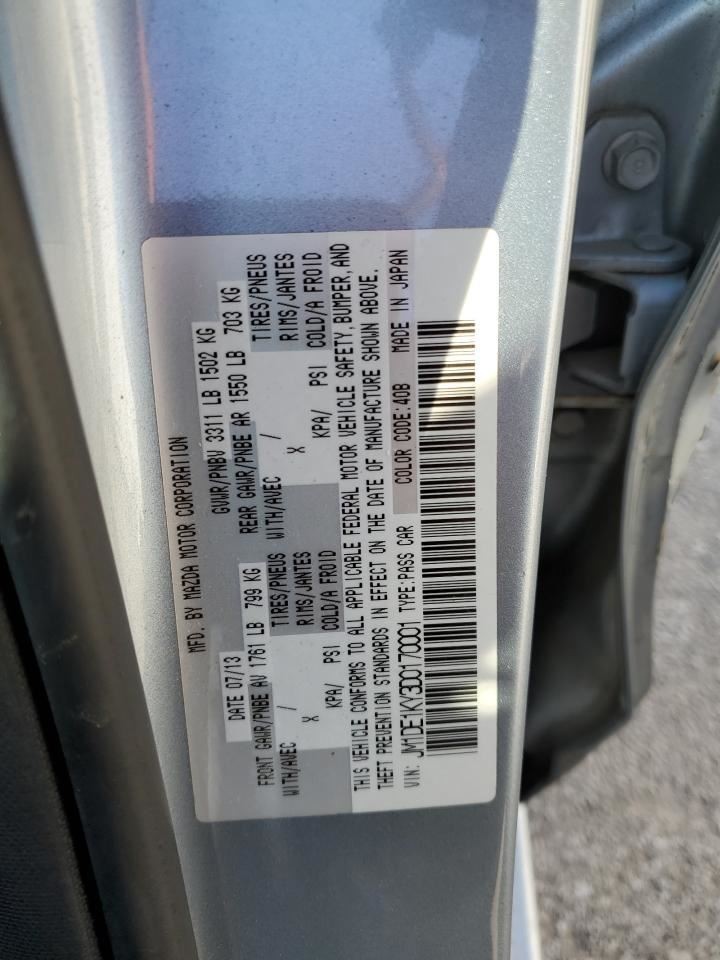 MFD. BY MAZDA MOTOR CORPORATION
DATE 07/13 GVWR/PNBV 3311 LB 1502 KG
FRONT GAWR/PNBE AV 1761 LB 799 KG REAR GAWR/PNBE AR 1550 LB 703 KG
WITH/AVEC / TIRES/PNEUS WITH/AVEC / TIRES/PNEUS
X RIMS/JANTES X RIMS/JANTES
KPA/ PSI COLD/A FROID KPA/ PSI COLD/A FROID
THIS VEHICLE CONFORMS TO ALL APPLICABLE FEDERAL MOTOR VEHICLE SAFETY, BUMPER, AND
THEFT PREVENTION STANDARDS IN EFFECT ON THE DATE OF MANUFACTURE SHOWN ABOVE.
VIN: JM1DE1KY3D0170001 TYPE:PASS CAR COLOR CODE:40B MADE IN JAPAN